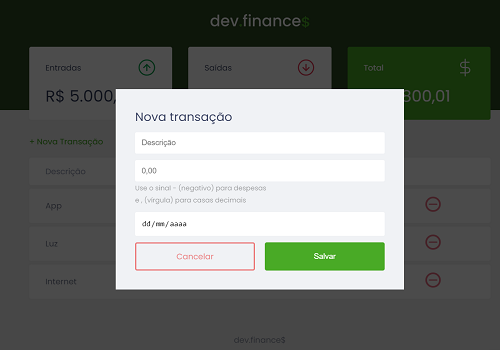 dev.finance$
Entradas
Saídas
Total
R$ 5.000,
800,01
Nova transação
+ Nova Transação
Descrição
0,00
Use o sinal - (negativo) para despesas
e , (vírgula) para casas decimais
dd/mm/aaaa
Cancelar
Salvar
Descrição
App
Luz
Internet
dev.finance$